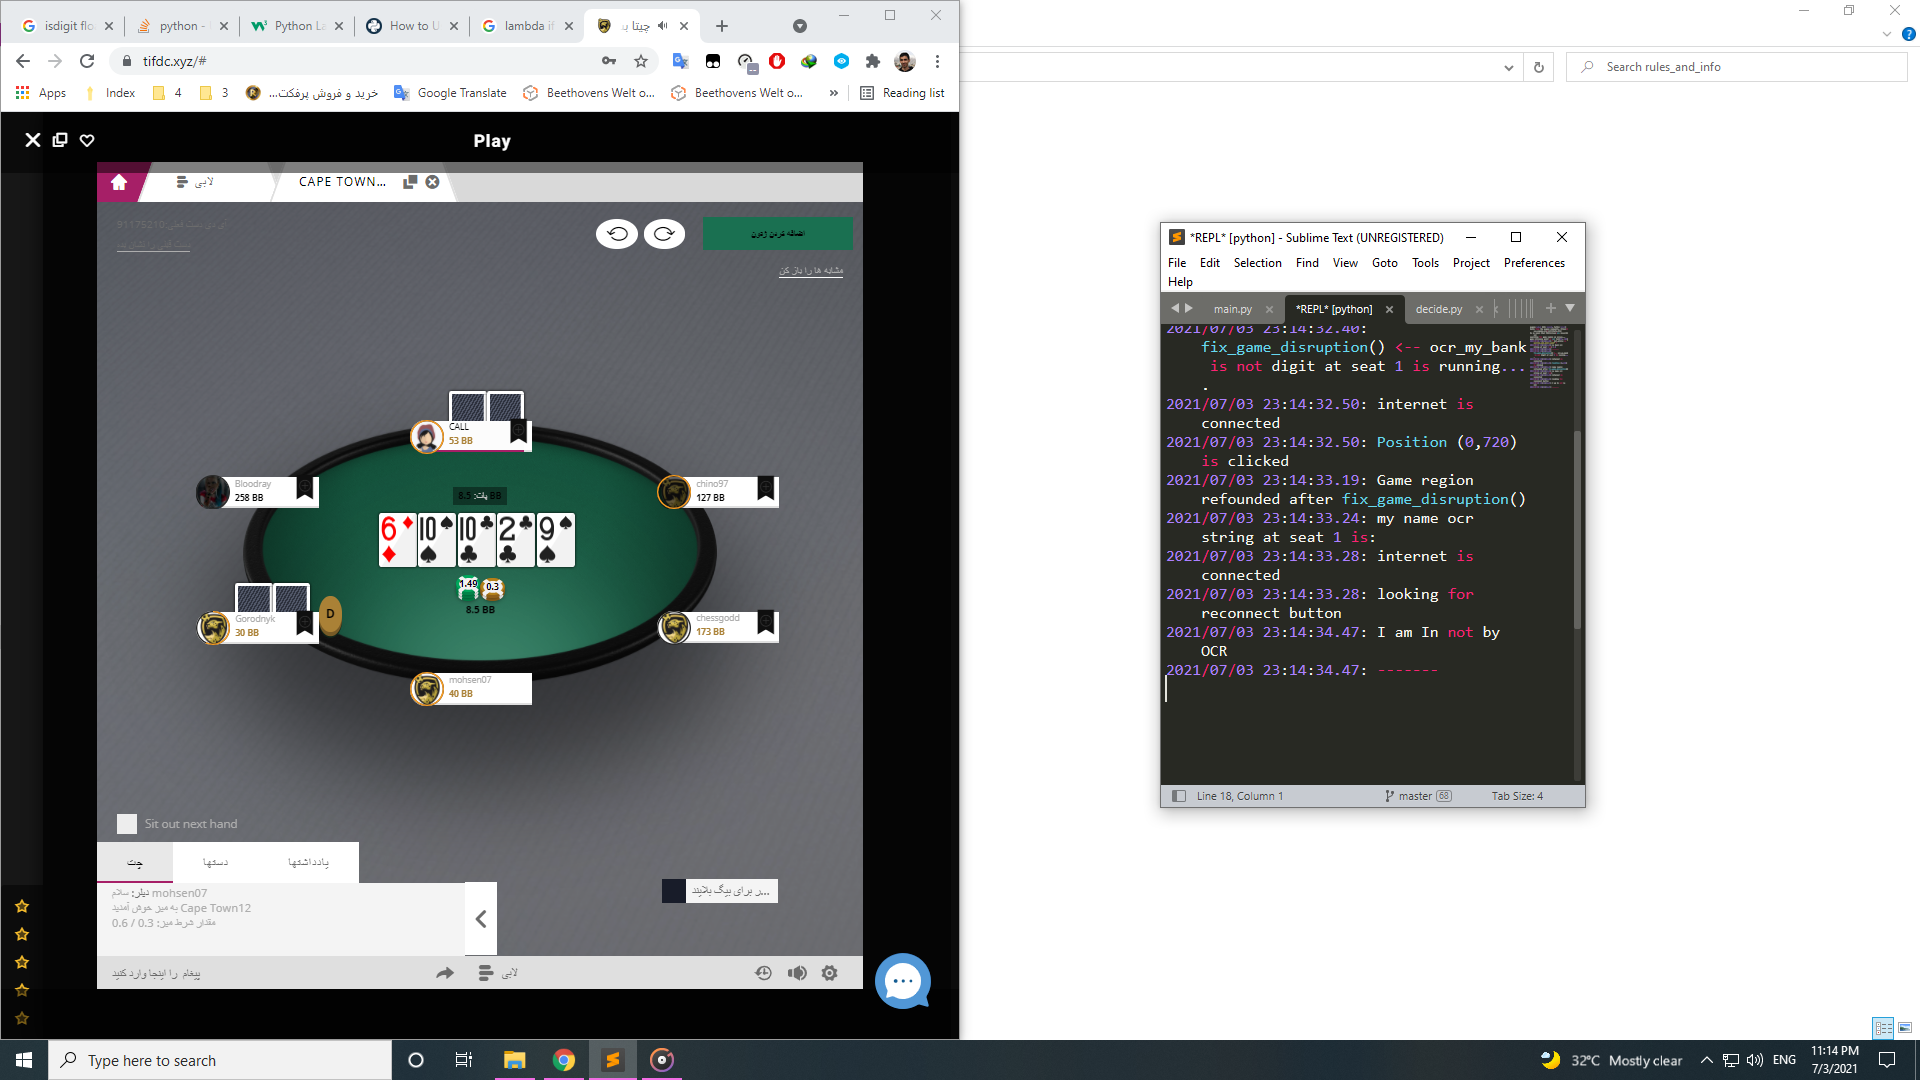 isdigit flo
python -
Python La
How to U
lambda if
چیتا بت
tifdc.xyz/#
Apps
Index
4
3
خرید و فروش پرفکت...
Google Translate
Beethovens Welt o...
Beethovens Welt o...
»
Reading list
Search rules_and_info
Play
لابی
CAPE TOWN...
91175210
اضافه کردن ژتون
مشابه ها را باز کن
CALL
53 BB
Bloodray
258 BB
chino97
127 BB
پات: 8.5 BB
6 10 10 2 9
1.49 0.3
8.5 BB
D
Gorodnyk
30 BB
chessgodd
173 BB
mohsen07
40 BB
Sit out next hand
چت
دستها
یادداشتها
دیلر: سلام mohsen07
به میز خوش آمدید Cape Town12
مقدار شرط میز: 0.3 / 0.6
...ر برای بیگ بلایند
پیغام را اینجا وارد کنید
لابی
*REPL* [python] - Sublime Text (UNREGISTERED)
File Edit Selection Find View Goto Tools Project Preferences
Help
main.py
*REPL* [python]
decide.py
2021/07/03 23:14:32.40:
fix_game_disruption() <-- ocr_my_bank
is not digit at seat 1 is running...
.
2021/07/03 23:14:32.50: internet is
connected
2021/07/03 23:14:32.50: Position (0,720)
is clicked
2021/07/03 23:14:33.19: Game region
refounded after fix_game_disruption()
2021/07/03 23:14:33.24: my name ocr
string at seat 1 is:
2021/07/03 23:14:33.28: internet is
connected
2021/07/03 23:14:33.28: looking for
reconnect button
2021/07/03 23:14:34.47: I am In not by
OCR
2021/07/03 23:14:34.47: -------
Line 18, Column 1
master 68
Tab Size: 4
Type here to search
32°C Mostly clear
ENG
11:14 PM
7/3/2021